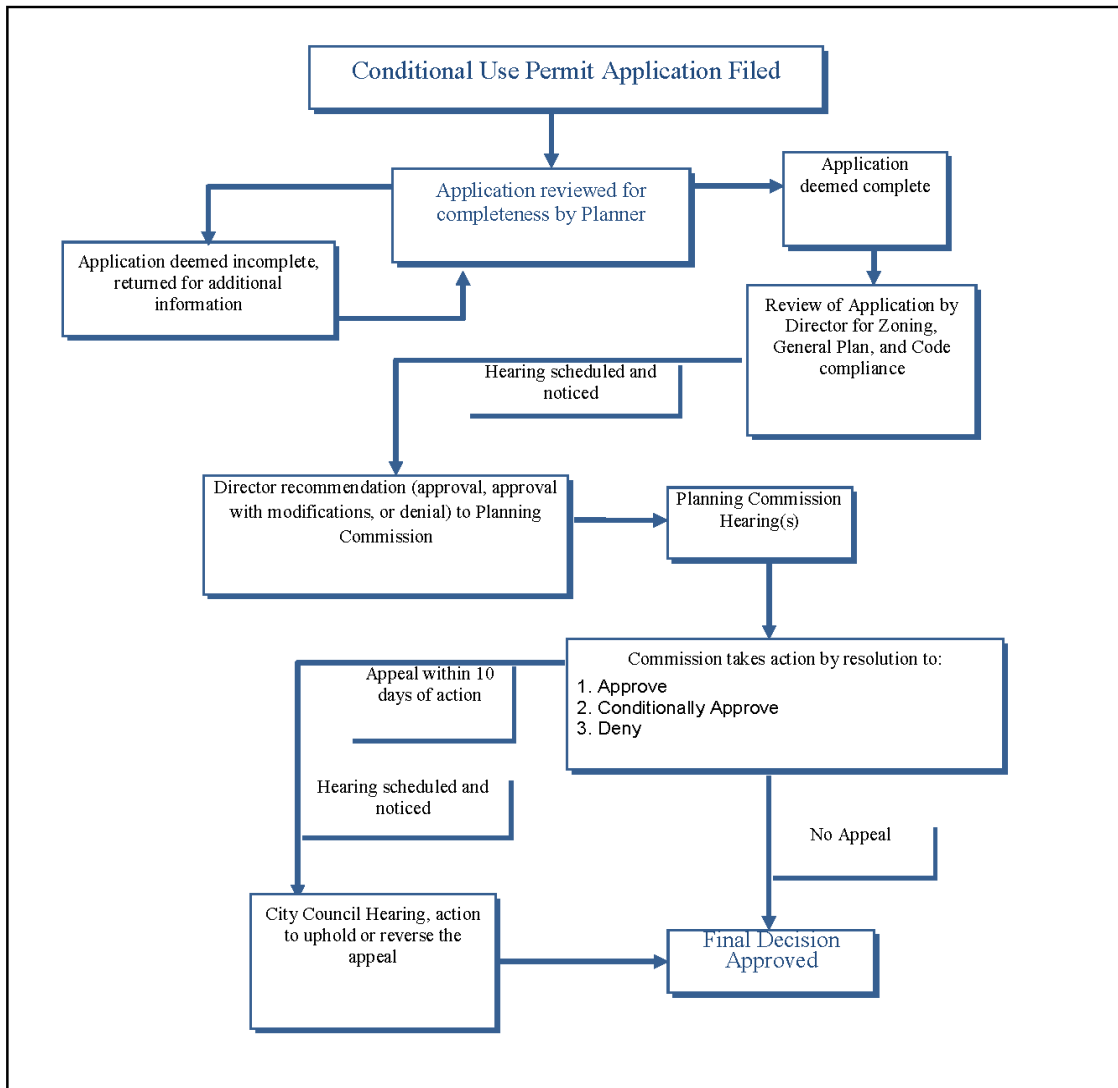 Conditional Use Permit Application Filed
Application reviewed for
completeness by Planner
Application
deemed complete
Application deemed incomplete,
returned for additional
information
Review of Application by
Director for Zoning,
General Plan, and Code
compliance
Hearing scheduled and
noticed
Director recommendation (approval, approval
with modifications, or denial) to Planning
Commission
Planning Commission
Hearing(s)
Commission takes action by resolution to:
1. Approve
2. Conditionally Approve
3. Deny
Appeal within 10
days of action
Hearing scheduled and
noticed
No Appeal
City Council Hearing, action
to uphold or reverse the
appeal
Final Decision
Approved